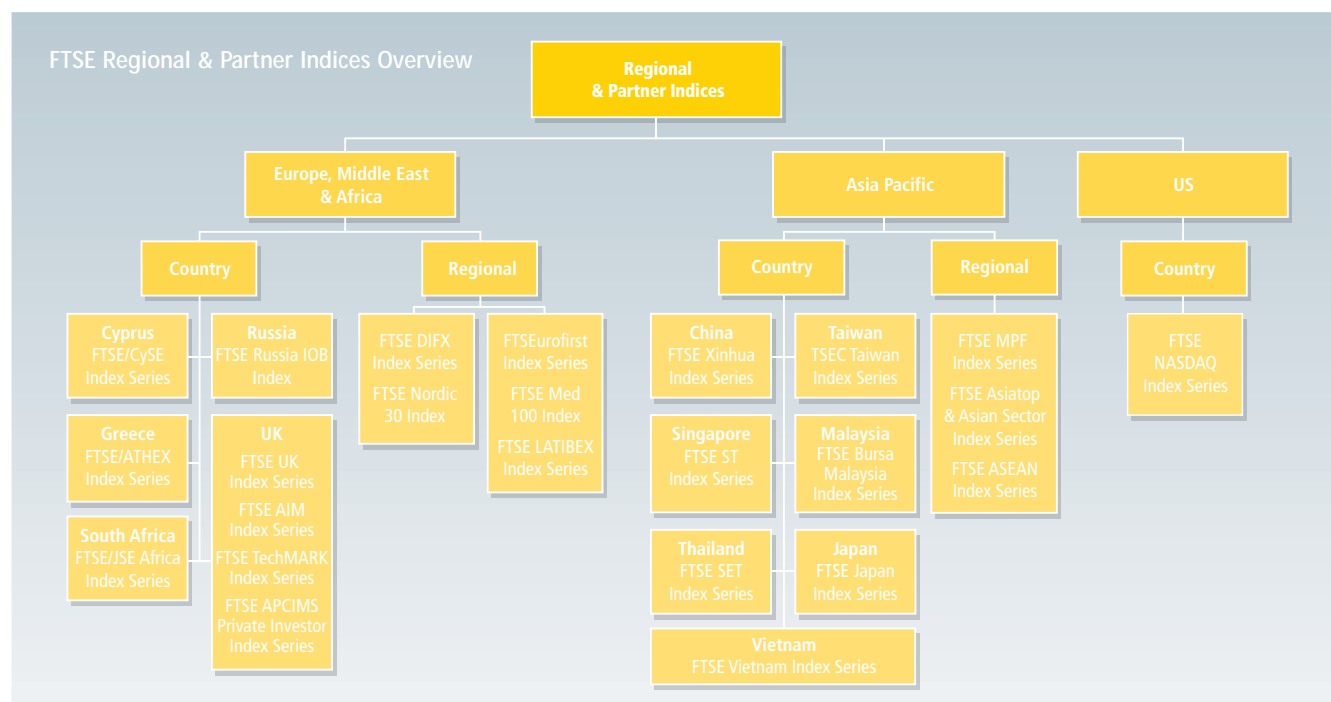 FTSE Regional & Partner Indices Overview
Regional
& Partner Indices
Europe, Middle East
& Africa
Asia Pacific
US
Country
Regional
Country
Regional
Country
Cyprus
FTSE/CySE
Index Series
Russia
FTSE Russia IOB
Index
Greece
FTSE/ATHEX
Index Series
UK
FTSE UK
Index Series
FTSE AIM
Index Series
FTSE TechMARK
Index Series
FTSE APCIMS
Private Investor
Index Series
South Africa
FTSE/JSE Africa
Index Series
FTSE DIFX
Index Series
FTSE Nordic
30 Index
FTSEurofirst
Index Series
FTSE Med
100 Index
FTSE LATIBEX
Index Series
China
FTSE Xinhua
Index Series
Taiwan
TSEC Taiwan
Index Series
Singapore
FTSE ST
Index Series
Malaysia
FTSE Bursa
Malaysia
Index Series
Thailand
FTSE SET
Index Series
Japan
FTSE Japan
Index Series
Vietnam
FTSE Vietnam Index Series
FTSE MPF
Index Series
FTSE Asiatop
& Asian Sector
Index Series
FTSE ASEAN
Index Series
FTSE
NASDAQ
Index Series